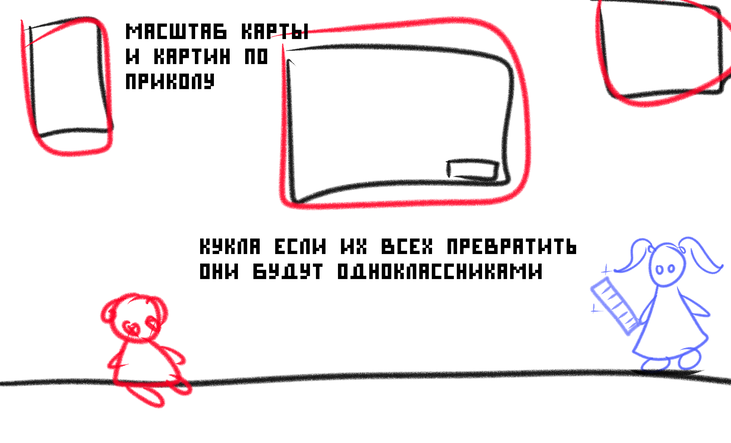 МАСШТАБ КАРТЫ
И КАРТИН ПО
ПРИКОЛУ
КУКЛА ЕСЛИ ИХ ВСЕХ ПРЕВРАТИТЬ
ОНИ БУДУТ ОДНОКЛАССНИКАМИ